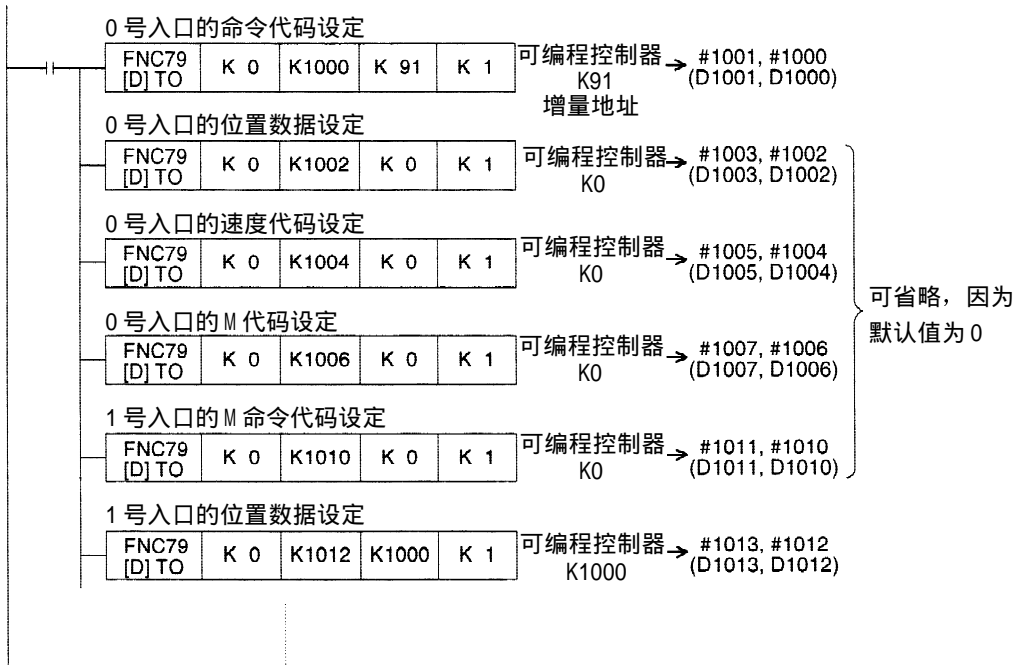 0 号入口的命令代码设定
FNC79 [D] TO K 0 K1000 K 91 K 1 可编程控制器 K91 增量地址 → #1001, #1000 (D1001, D1000)
0 号入口的位置数据设定
FNC79 [D] TO K 0 K1002 K 0 K 1 可编程控制器 K0 → #1003, #1002 (D1003, D1002)
0 号入口的速度代码设定
FNC79 [D] TO K 0 K1004 K 0 K 1 可编程控制器 K0 → #1005, #1004 (D1005, D1004)
0 号入口的 M 代码设定
FNC79 [D] TO K 0 K1006 K 0 K 1 可编程控制器 K0 → #1007, #1006 (D1007, D1006)
1 号入口的 M 命令代码设定
FNC79 [D] TO K 0 K1010 K 0 K 1 可编程控制器 K0 → #1011, #1010 (D1011, D1010)
可省略，因为
默认值为 0
1 号入口的位置数据设定
FNC79 [D] TO K 0 K1012 K1000 K 1 可编程控制器 K1000 → #1013, #1012 (D1013, D1012)